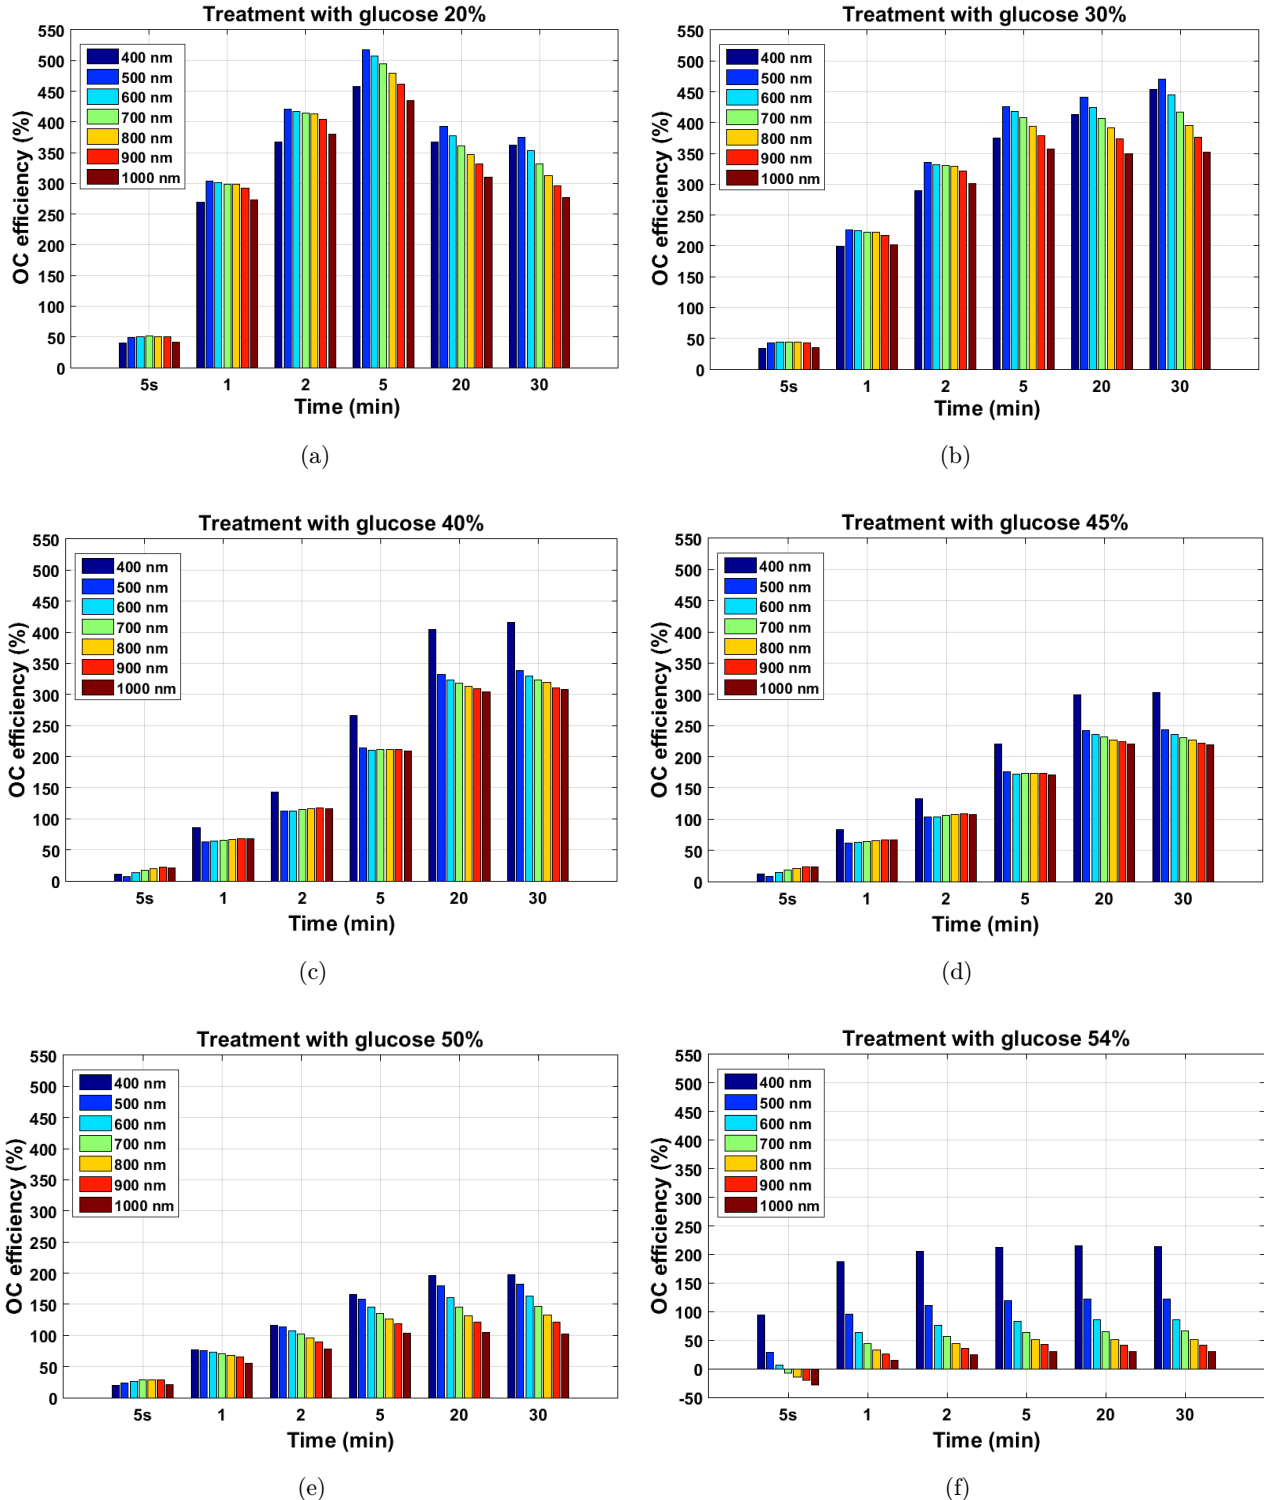 Treatment with glucose 20%
OC efficiency (%)
550
500
450
400
350
300
250
200
150
100
50
0
400 nm
500 nm
600 nm
700 nm
800 nm
900 nm
1000 nm
5s 1 2 5 20 30
Time (min)
(a)
Treatment with glucose 30%
OC efficiency (%)
550
500
450
400
350
300
250
200
150
100
50
0
400 nm
500 nm
600 nm
700 nm
800 nm
900 nm
1000 nm
5s 1 2 5 20 30
Time (min)
(b)
Treatment with glucose 40%
OC efficiency (%)
550
500
450
400
350
300
250
200
150
100
50
0
400 nm
500 nm
600 nm
700 nm
800 nm
900 nm
1000 nm
5s 1 2 5 20 30
Time (min)
(c)
Treatment with glucose 45%
OC efficiency (%)
550
500
450
400
350
300
250
200
150
100
50
0
400 nm
500 nm
600 nm
700 nm
800 nm
900 nm
1000 nm
5s 1 2 5 20 30
Time (min)
(d)
Treatment with glucose 50%
OC efficiency (%)
550
500
450
400
350
300
250
200
150
100
50
0
400 nm
500 nm
600 nm
700 nm
800 nm
900 nm
1000 nm
5s 1 2 5 20 30
Time (min)
(e)
Treatment with glucose 54%
OC efficiency (%)
550
500
450
400
350
300
250
200
150
100
50
0
-50
400 nm
500 nm
600 nm
700 nm
800 nm
900 nm
1000 nm
5s 1 2 5 20 30
Time (min)
(f)